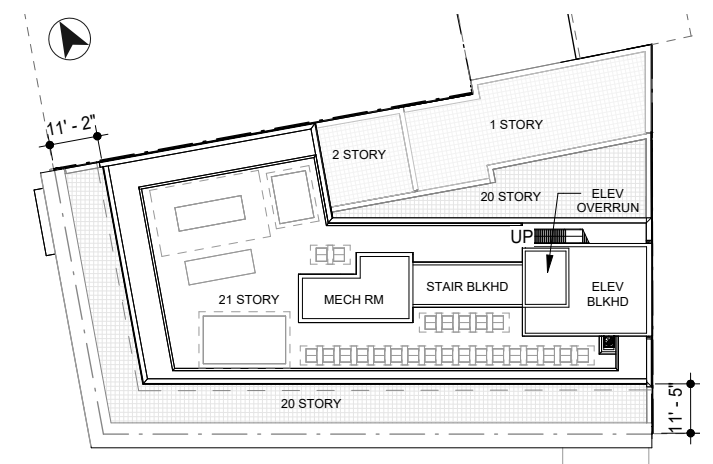 11' - 2"
1 STORY
2 STORY
20 STORY
ELEV
OVERRUN
UP
21 STORY
MECH RM
STAIR BLKHD
ELEV
BLKHD
20 STORY
11' - 5"